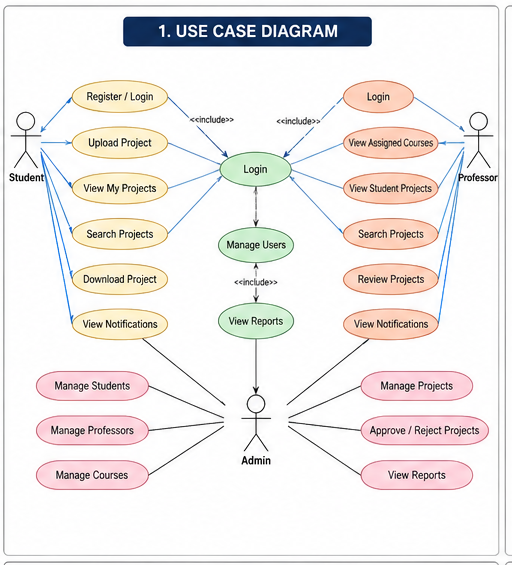 1. USE CASE DIAGRAM
Register / Login
Login
<<include>>
<<include>>
Upload Project
View Assigned Courses
Login
Student
Professor
View My Projects
View Student Projects
Search Projects
Manage Users
Search Projects
Download Project
<<include>>
Review Projects
View Notifications
View Reports
View Notifications
Manage Students
Manage Projects
Manage Professors
Approve / Reject Projects
Admin
Manage Courses
View Reports